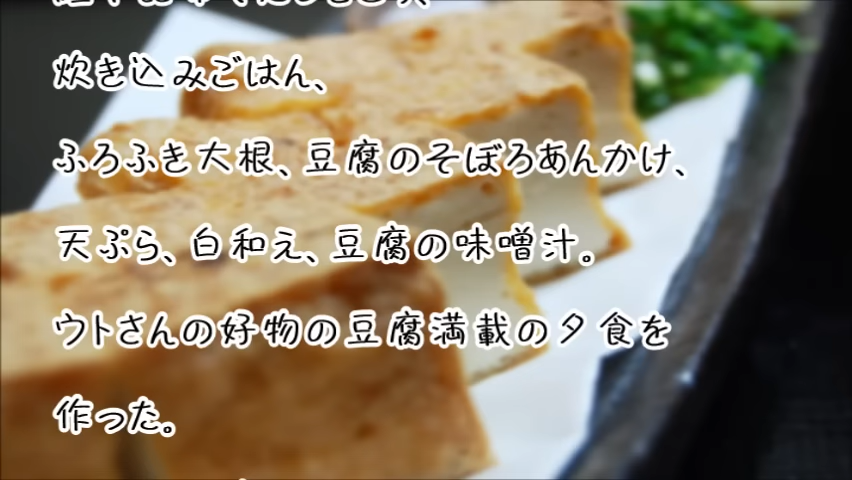 炊き込みごはん、
ふろふき大根、豆腐のそぼろあんかけ、
天ぷら、白和え、豆腐の味噌汁。
ウトさんの好物の豆腐満載の夕食を
作った。